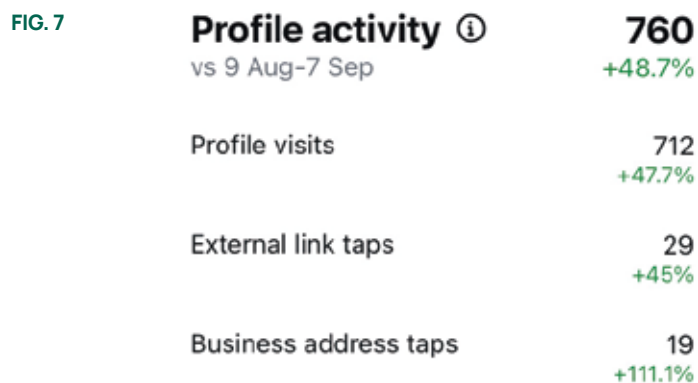 FIG. 7
Profile activity 760
vs 9 Aug-7 Sep +48.7%
Profile visits 712
+47.7%
External link taps 29
+45%
Business address taps 19
+111.1%